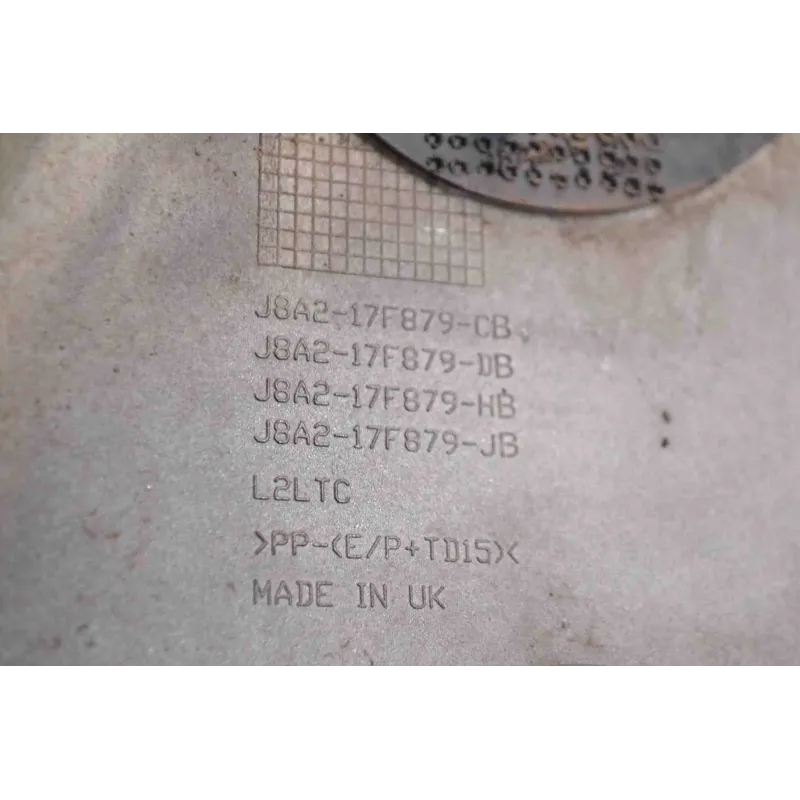 J8A2-17F879-CB
J8A2-17F879-DB
J8A2-17F879-HB
J8A2-17F879-JB
L2LTC
>PP-(E/P+TD15)<
MADE IN UK